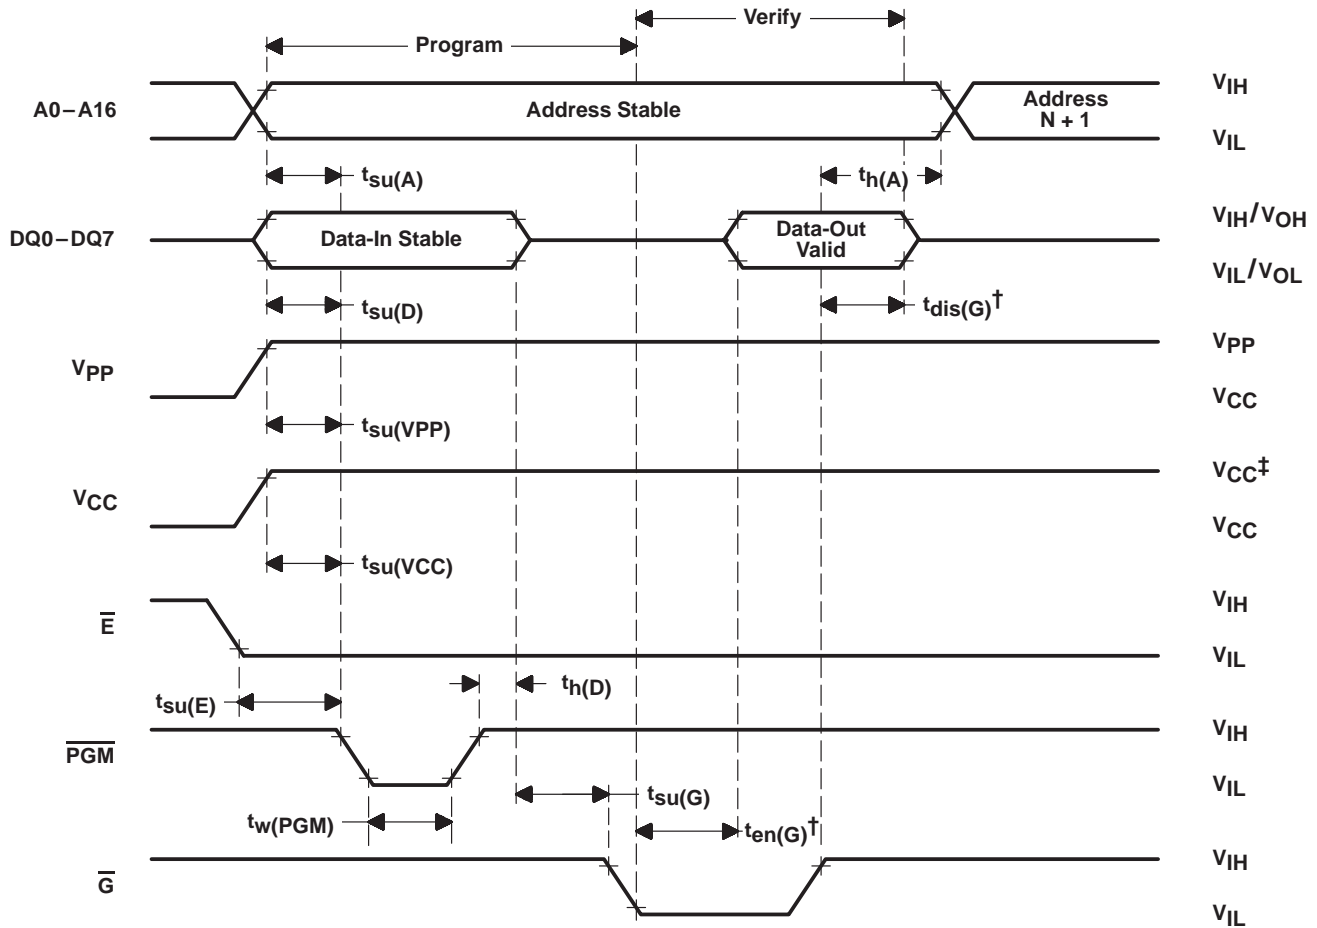 Verify
Program
A0–A16
Address Stable
Address
N + 1
VIH
VIL
tsu(A)
th(A)
DQ0–DQ7
Data-In Stable
Data-Out
Valid
VIH/VOH
VIL/VOL
tsu(D)
tdis(G)†
VPP
VPP
VCC
tsu(VPP)
VCC
VCC‡
VCC
tsu(VCC)
E
VIH
VIL
tsu(E)
th(D)
PGM
VIH
VIL
tsu(G)
tw(PGM)
ten(G)†
G
VIH
VIL